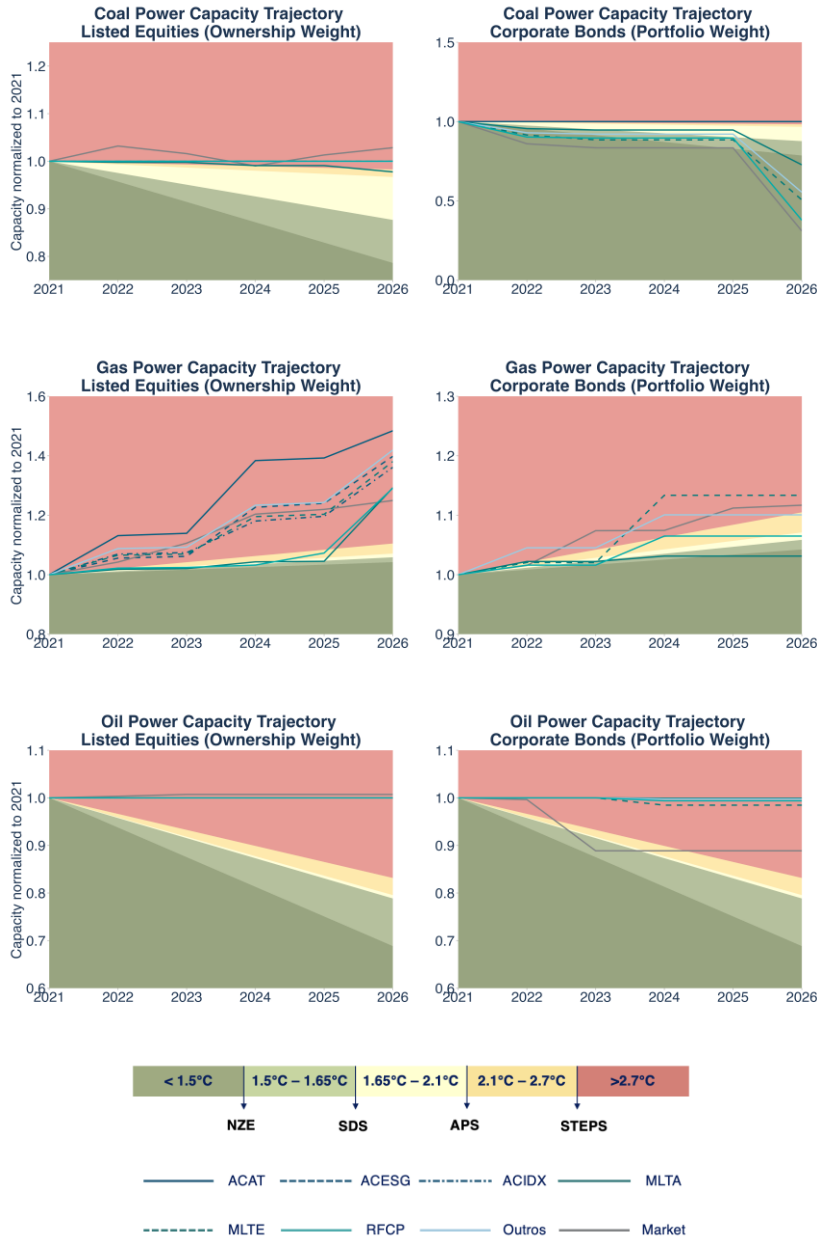 Coal Power Capacity Trajectory
Listed Equities (Ownership Weight)
Capacity normalized to 2021
1.2
1.1
1.0
0.9
0.8
2021 2022 2023 2024 2025 2026
Coal Power Capacity Trajectory
Corporate Bonds (Portfolio Weight)
1.5
1.0
0.5
0.0
2021 2022 2023 2024 2025 2026
Gas Power Capacity Trajectory
Listed Equities (Ownership Weight)
Capacity normalized to 2021
1.6
1.4
1.2
1.0
0.8
2021 2022 2023 2024 2025 2026
Gas Power Capacity Trajectory
Corporate Bonds (Portfolio Weight)
1.3
1.2
1.1
1.0
0.9
2021 2022 2023 2024 2025 2026
Oil Power Capacity Trajectory
Listed Equities (Ownership Weight)
Capacity normalized to 2021
1.1
1.0
0.9
0.8
0.7
0.6
2021 2022 2023 2024 2025 2026
Oil Power Capacity Trajectory
Corporate Bonds (Portfolio Weight)
1.1
1.0
0.9
0.8
0.7
0.6
2021 2022 2023 2024 2025 2026
< 1.5°C 1.5°C – 1.65°C 1.65°C – 2.1°C 2.1°C – 2.7°C >2.7°C
NZE SDS APS STEPS
ACAT ACESG ACIDX MLTA
MLTE RFCP Outros Market